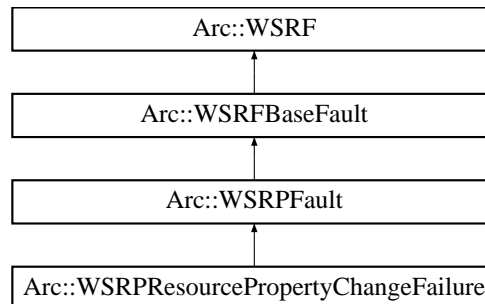 Arc::WSRF
Arc::WSRFBaseFault
Arc::WSRPFault
Arc::WSRPResourcePropertyChangeFailure